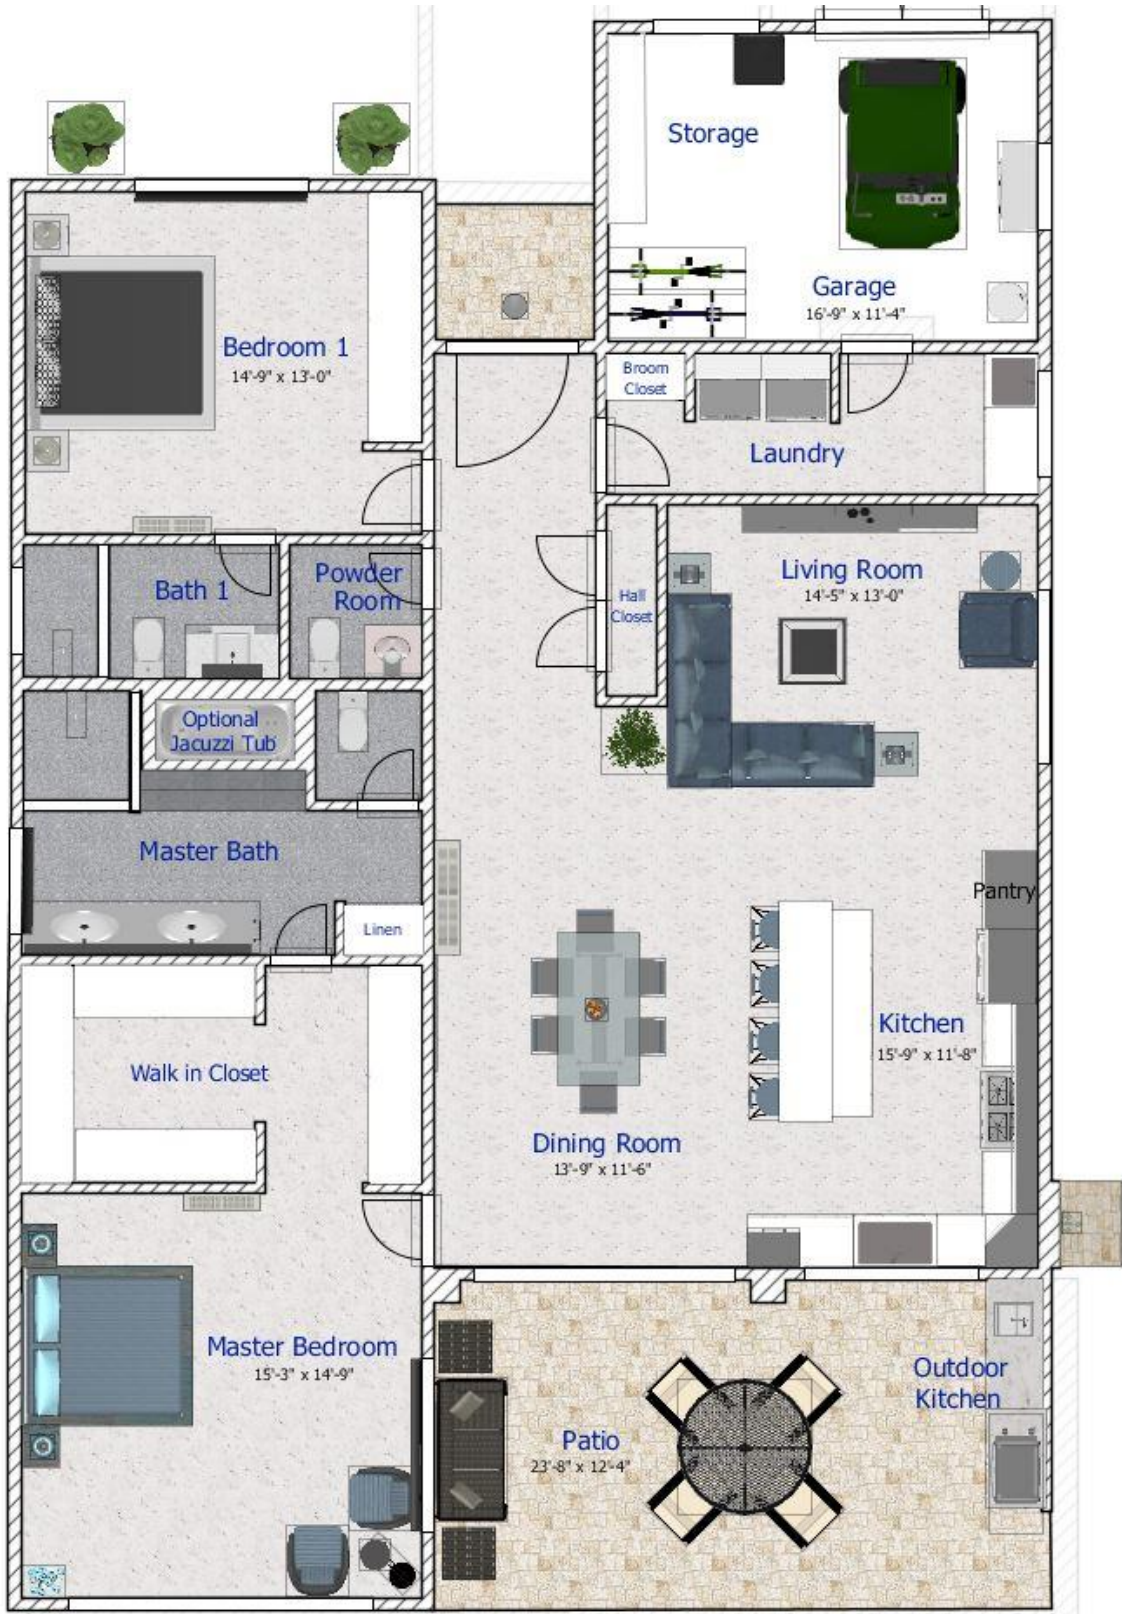 Storage
Garage
16'-9" x 11'-4"
Bedroom 1
14'-9" x 13'-0"
Broom
Closet
Laundry
Bath 1
Powder
Room
Hall
Closet
Living Room
14'-5" x 13'-0"
Optional
Jacuzzi Tub
Master Bath
Linen
Pantry
Kitchen
15'-9" x 11'-8"
Walk in Closet
Dining Room
13'-9" x 11'-6"
Master Bedroom
15'-3" x 14'-9"
Outdoor
Kitchen
Patio
23'-8" x 12'-4"